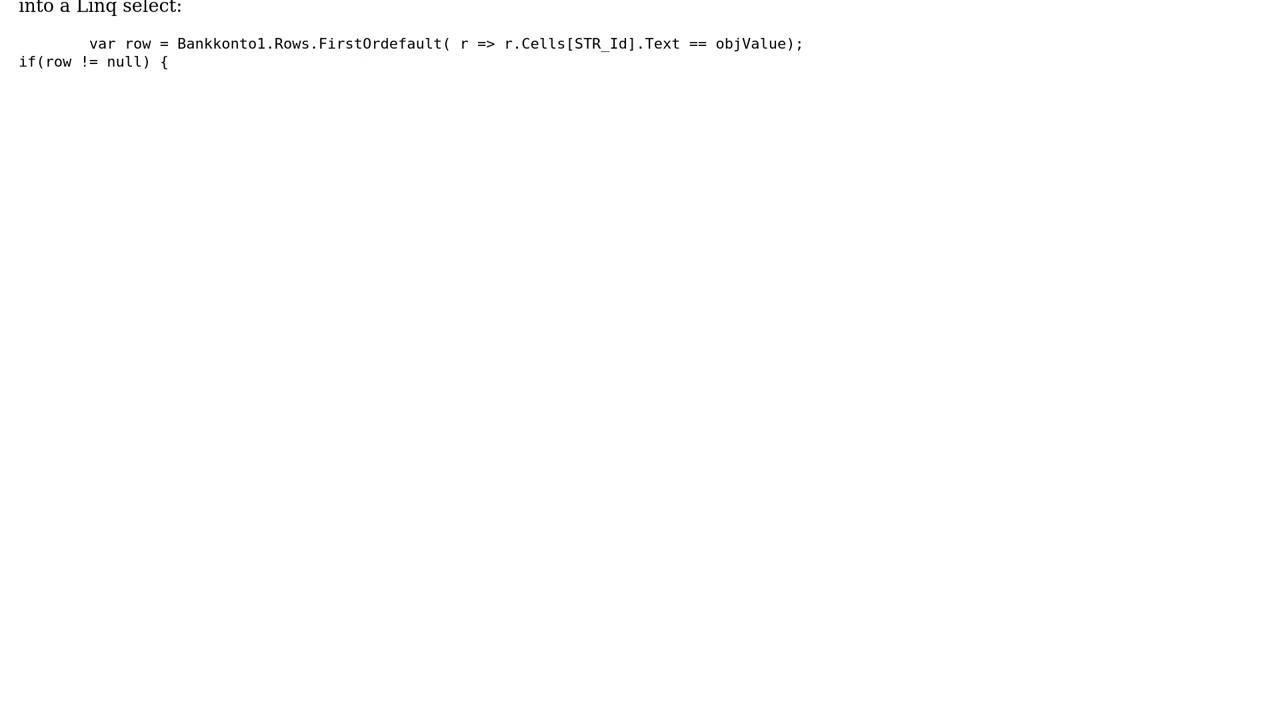 into a Linq select:
var row = Bankkonto1.Rows.FirstOrdefault( r => r.Cells[STR_Id].Text == objValue);
if(row != null) {